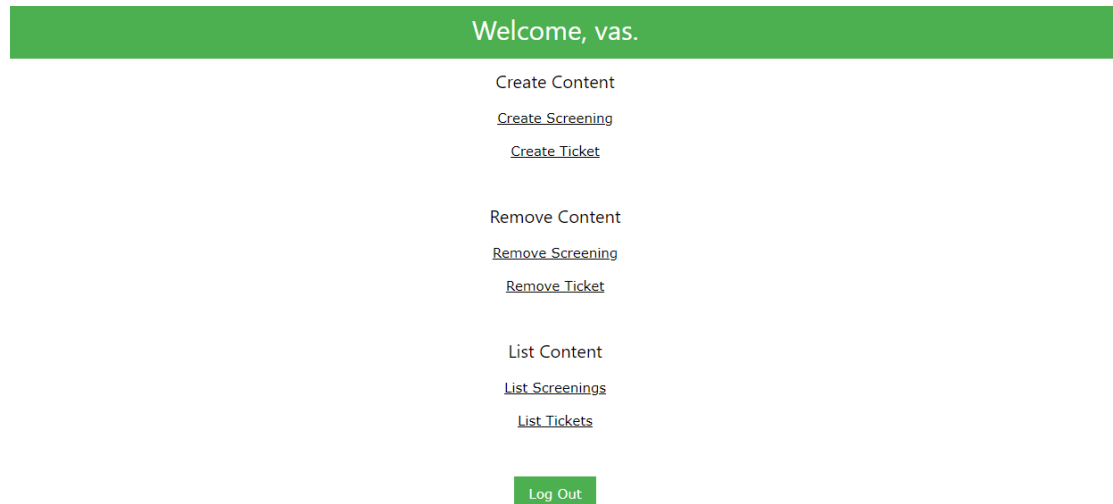 Welcome, vas.
Create Content
Create Screening
Create Ticket
Remove Content
Remove Screening
Remove Ticket
List Content
List Screenings
List Tickets
Log Out